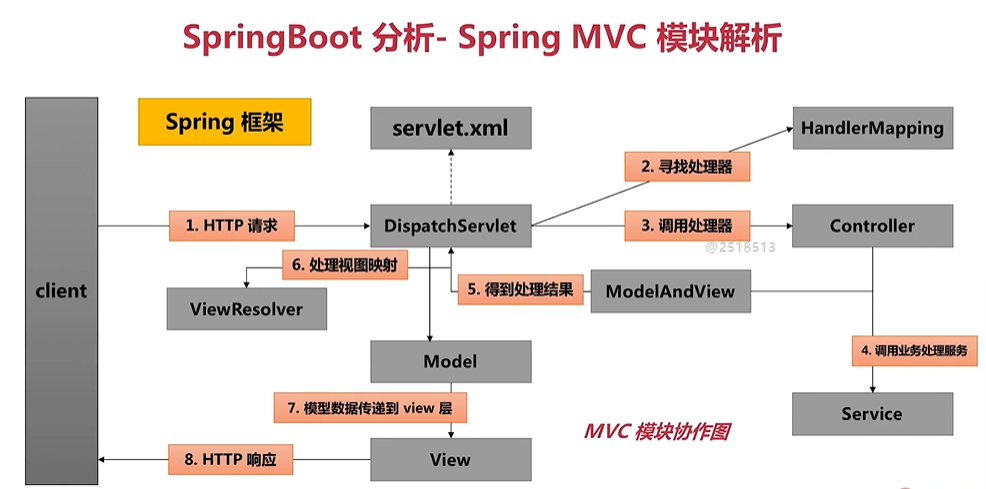 SpringBoot 分析- Spring MVC 模块解析
Spring 框架
servlet.xml
HandlerMapping
2. 寻找处理器
1. HTTP 请求
DispatchServlet
3. 调用处理器
Controller
@2518513
6. 处理视图映射
client
5. 得到处理结果
ModelAndView
ViewResolver
4. 调用业务处理服务
Model
7. 模型数据传递到 view 层
Service
MVC 模块协作图
8. HTTP 响应
View